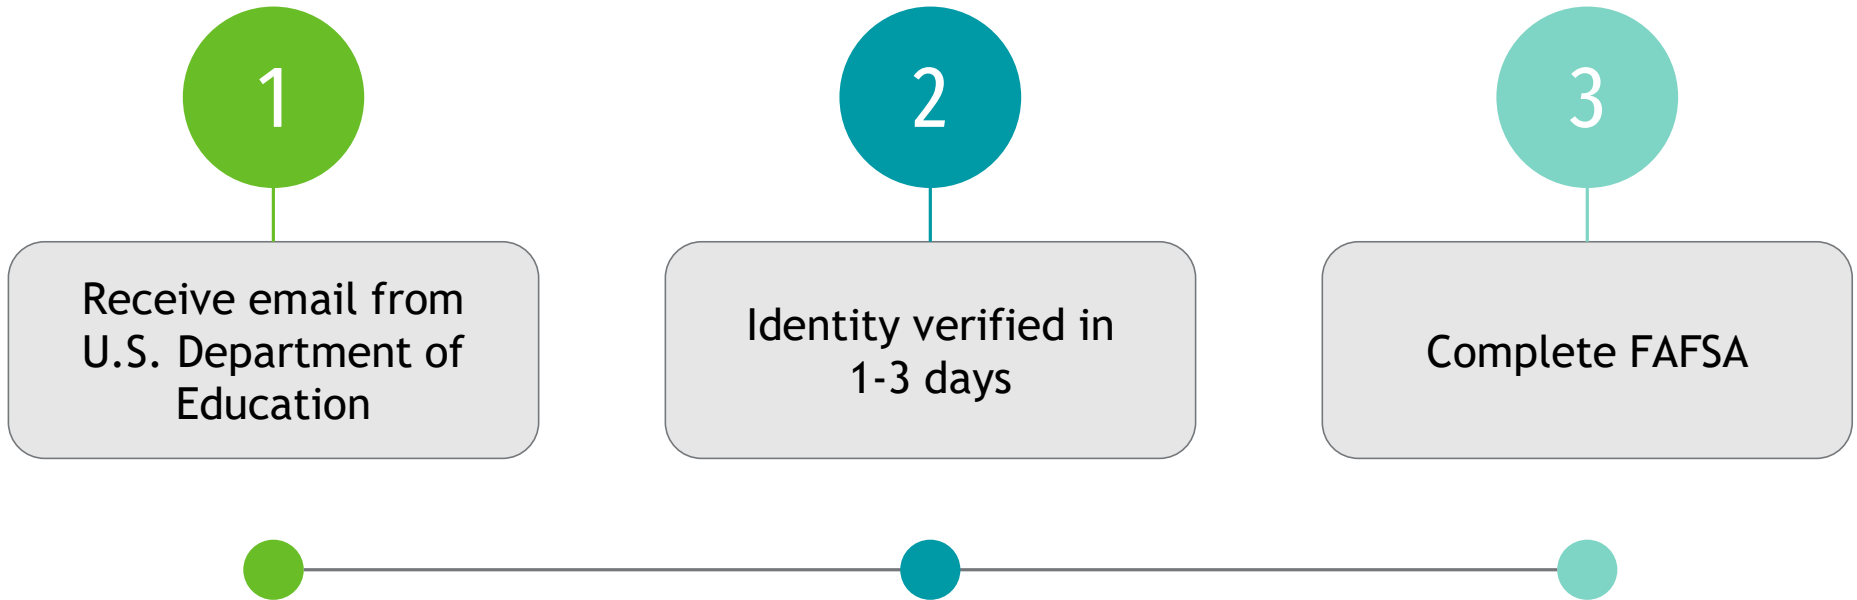 1
Receive email from
U.S. Department of
Education
2
Identity verified in
1-3 days
3
Complete FAFSA